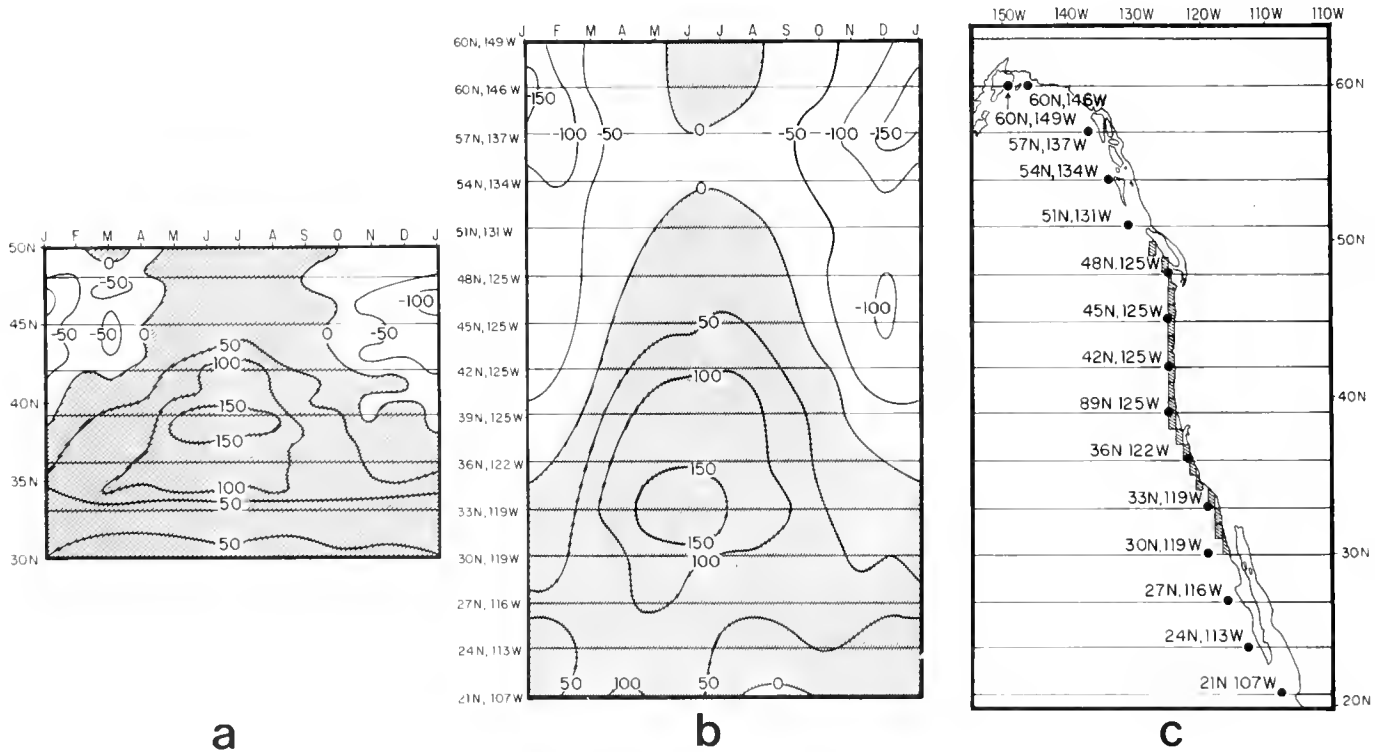 J F M A M J J A S O N D J
50N
0
-50
-100
45N
-50 -50 0 50 0 -50
100
40N
150
150
35N
100
50
50
30N
a
J F M A M J J A S O N D J
60N, 149W
-150
60N, 146W
-100 -50 0 -50 -100 -150
57N, 137W
54N, 134W
0
51N, 131W
48N, 125W
-100
45N, 125W
50
42N, 125W
100
39N, 125W
36N, 122W
150
33N, 119W
150
30N, 119W
100
27N, 116W
24N, 113W
50 100 50 0
21N, 107W
b
150W 140W 130W 120W 110W 110W
60N
60N, 146W
60N, 149W
57N, 137W
54N, 134W
51N, 131W
50N
48N, 125W
45N, 125W
42N, 125W
40N
89N 125W
36N 122W
33N, 119W
30N, 119W
30N
27N, 116W
24N, 113W
21N 107W
20N
c